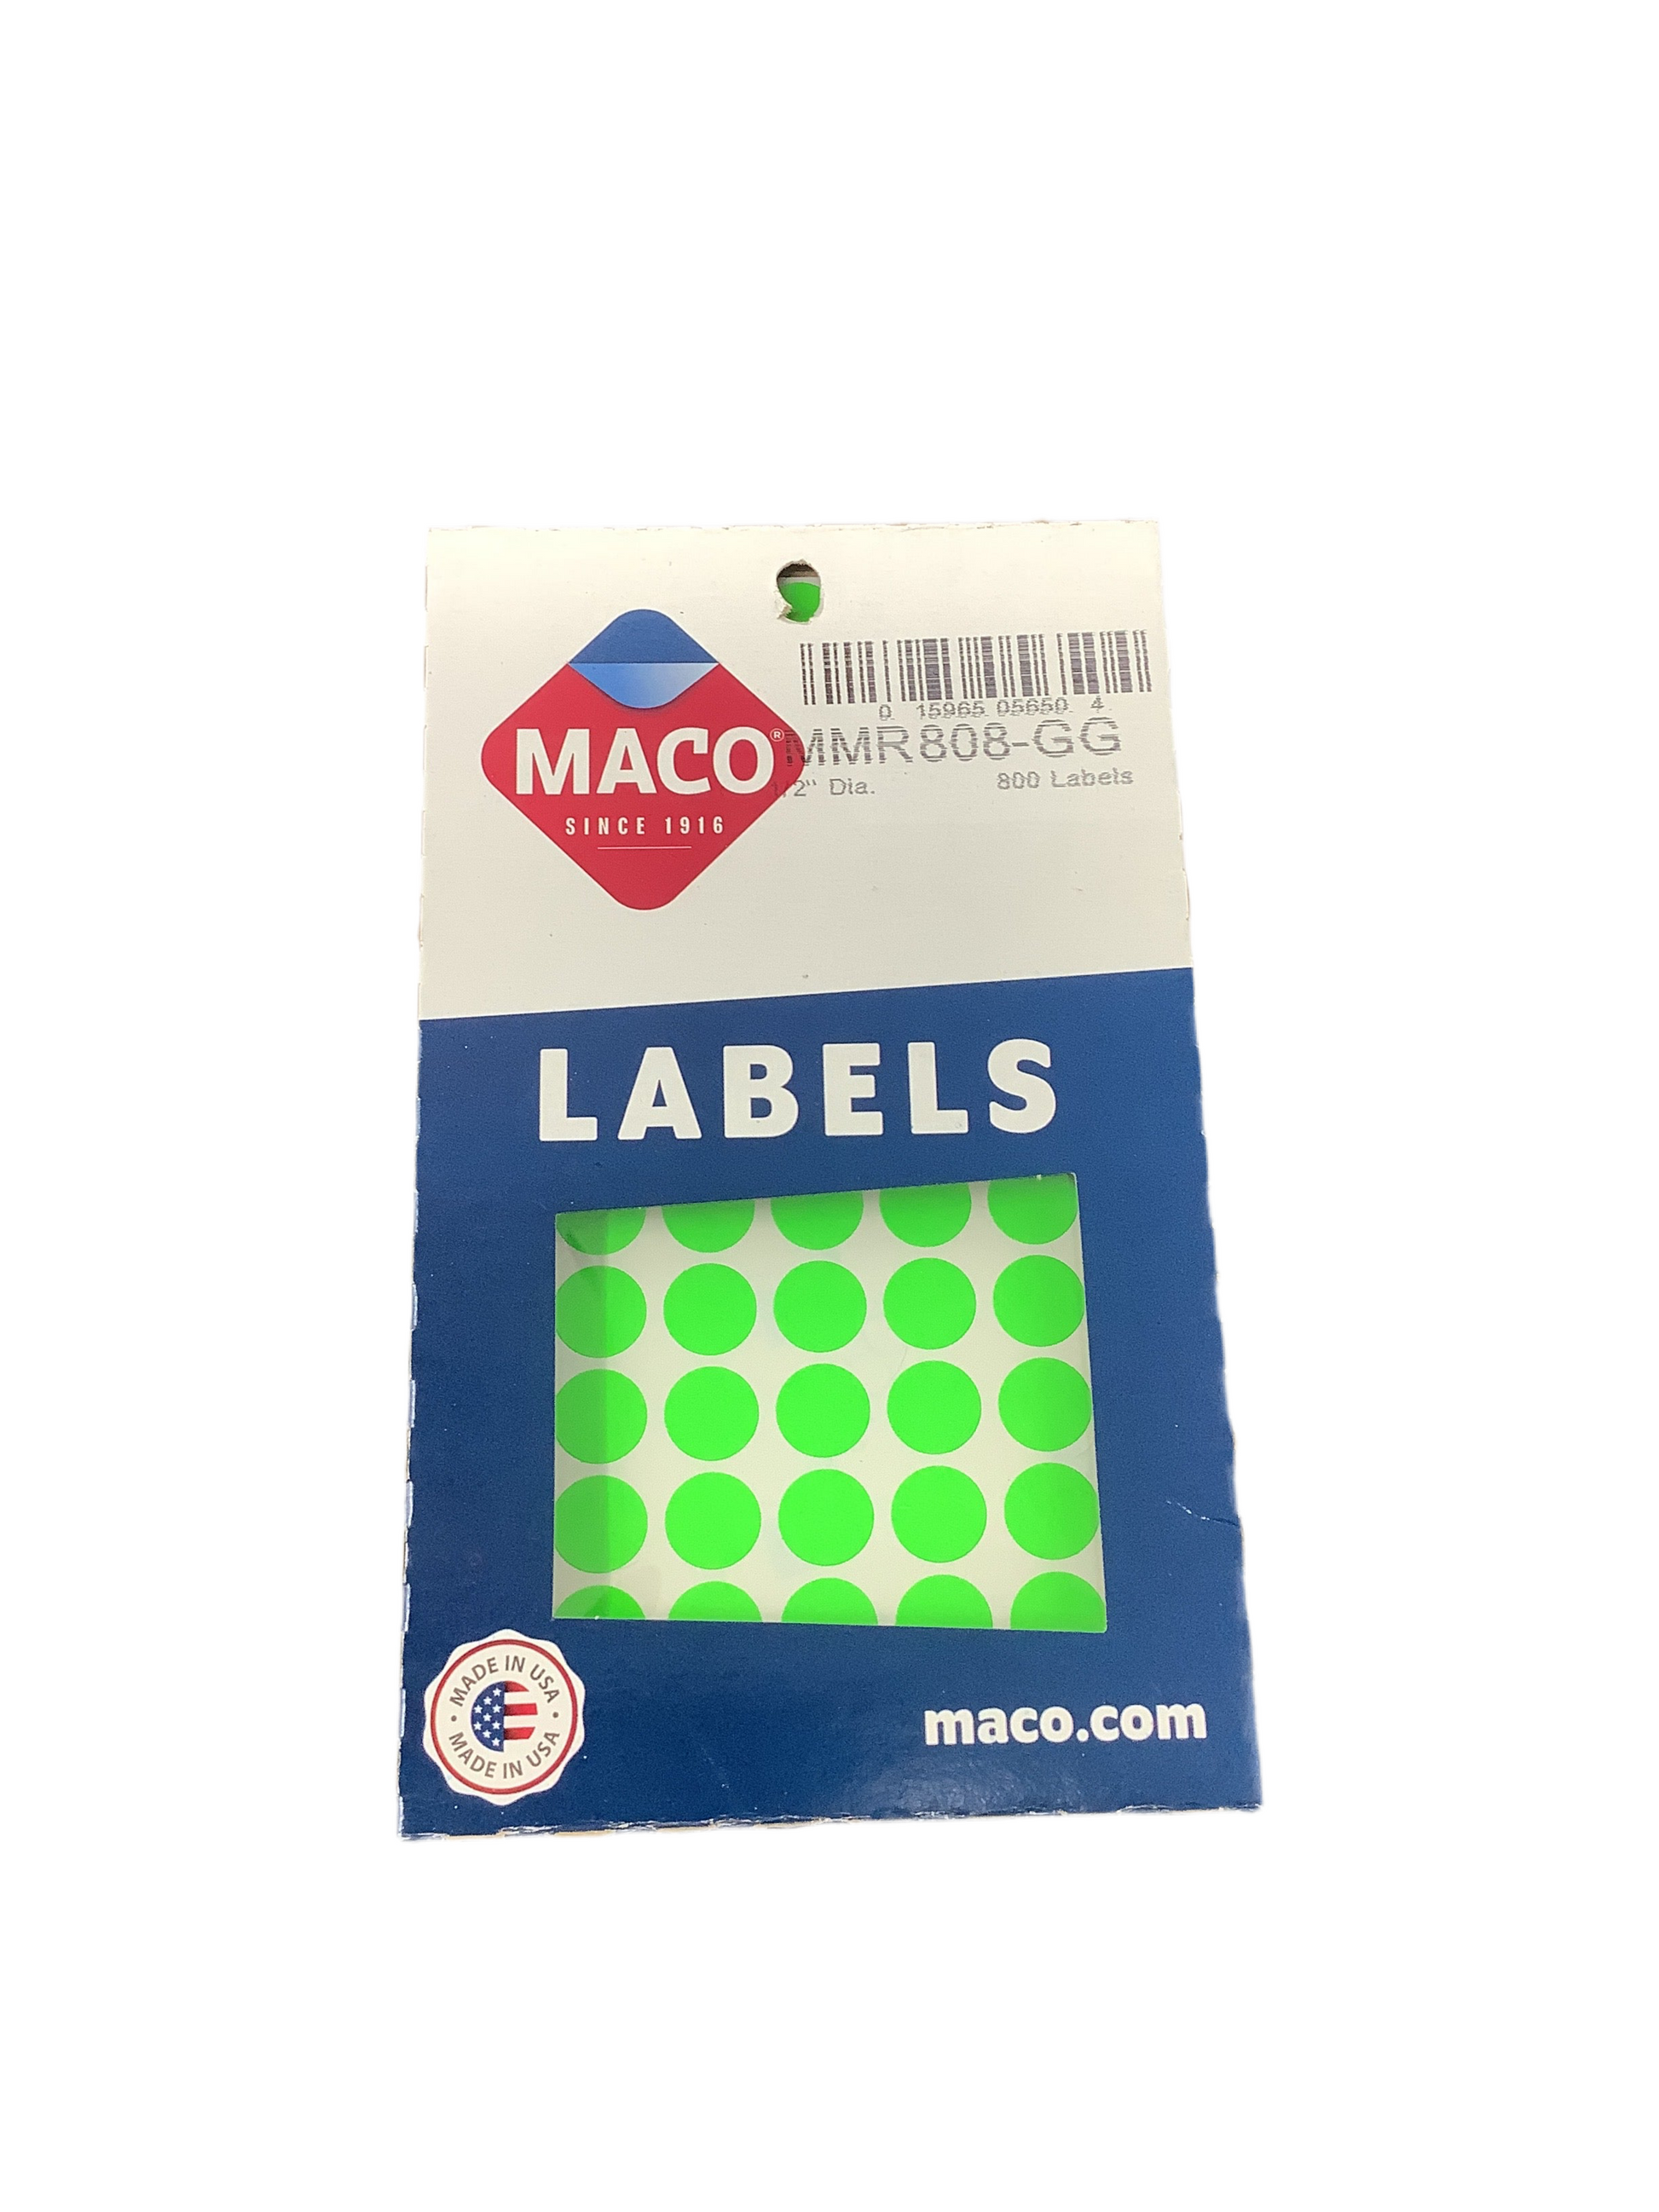 0 15965 05650 4
MACO®
MMR808-GG
1/2" Dia. 800 Labels
SINCE 1916
LABELS
MADE IN USA
MADE IN USA
maco.com